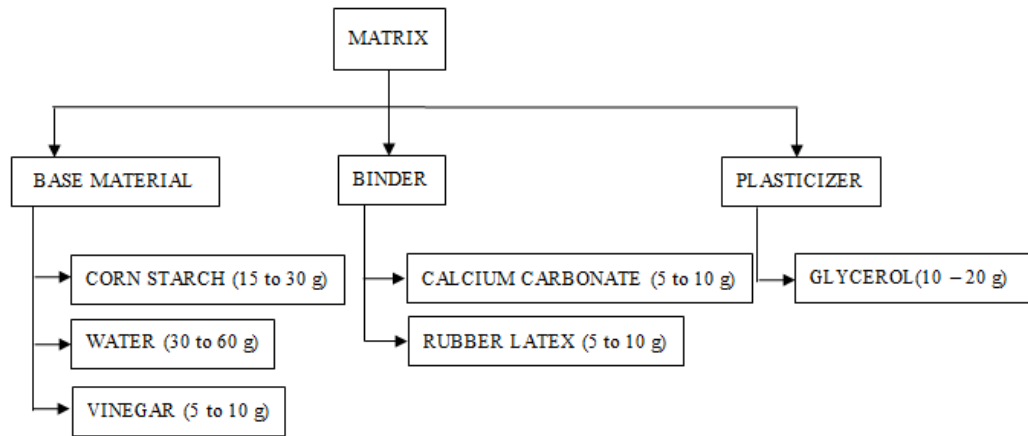 MATRIX
BASE MATERIAL
BINDER
PLASTICIZER
CORN STARCH (15 to 30 g)
CALCIUM CARBONATE (5 to 10 g)
GLYCEROL(10 – 20 g)
WATER (30 to 60 g)
RUBBER LATEX (5 to 10 g)
VINEGAR (5 to 10 g)